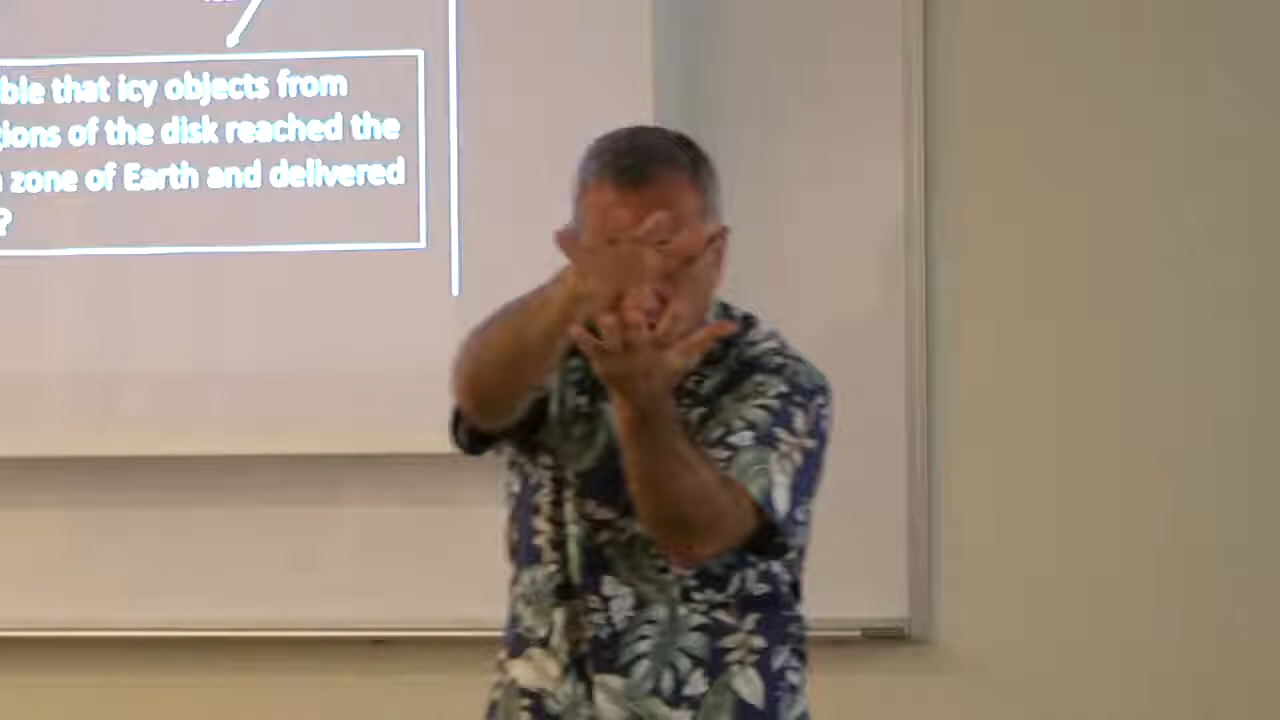 ble that icy objects from
gions of the disk reached the
zone of Earth and delivered
?